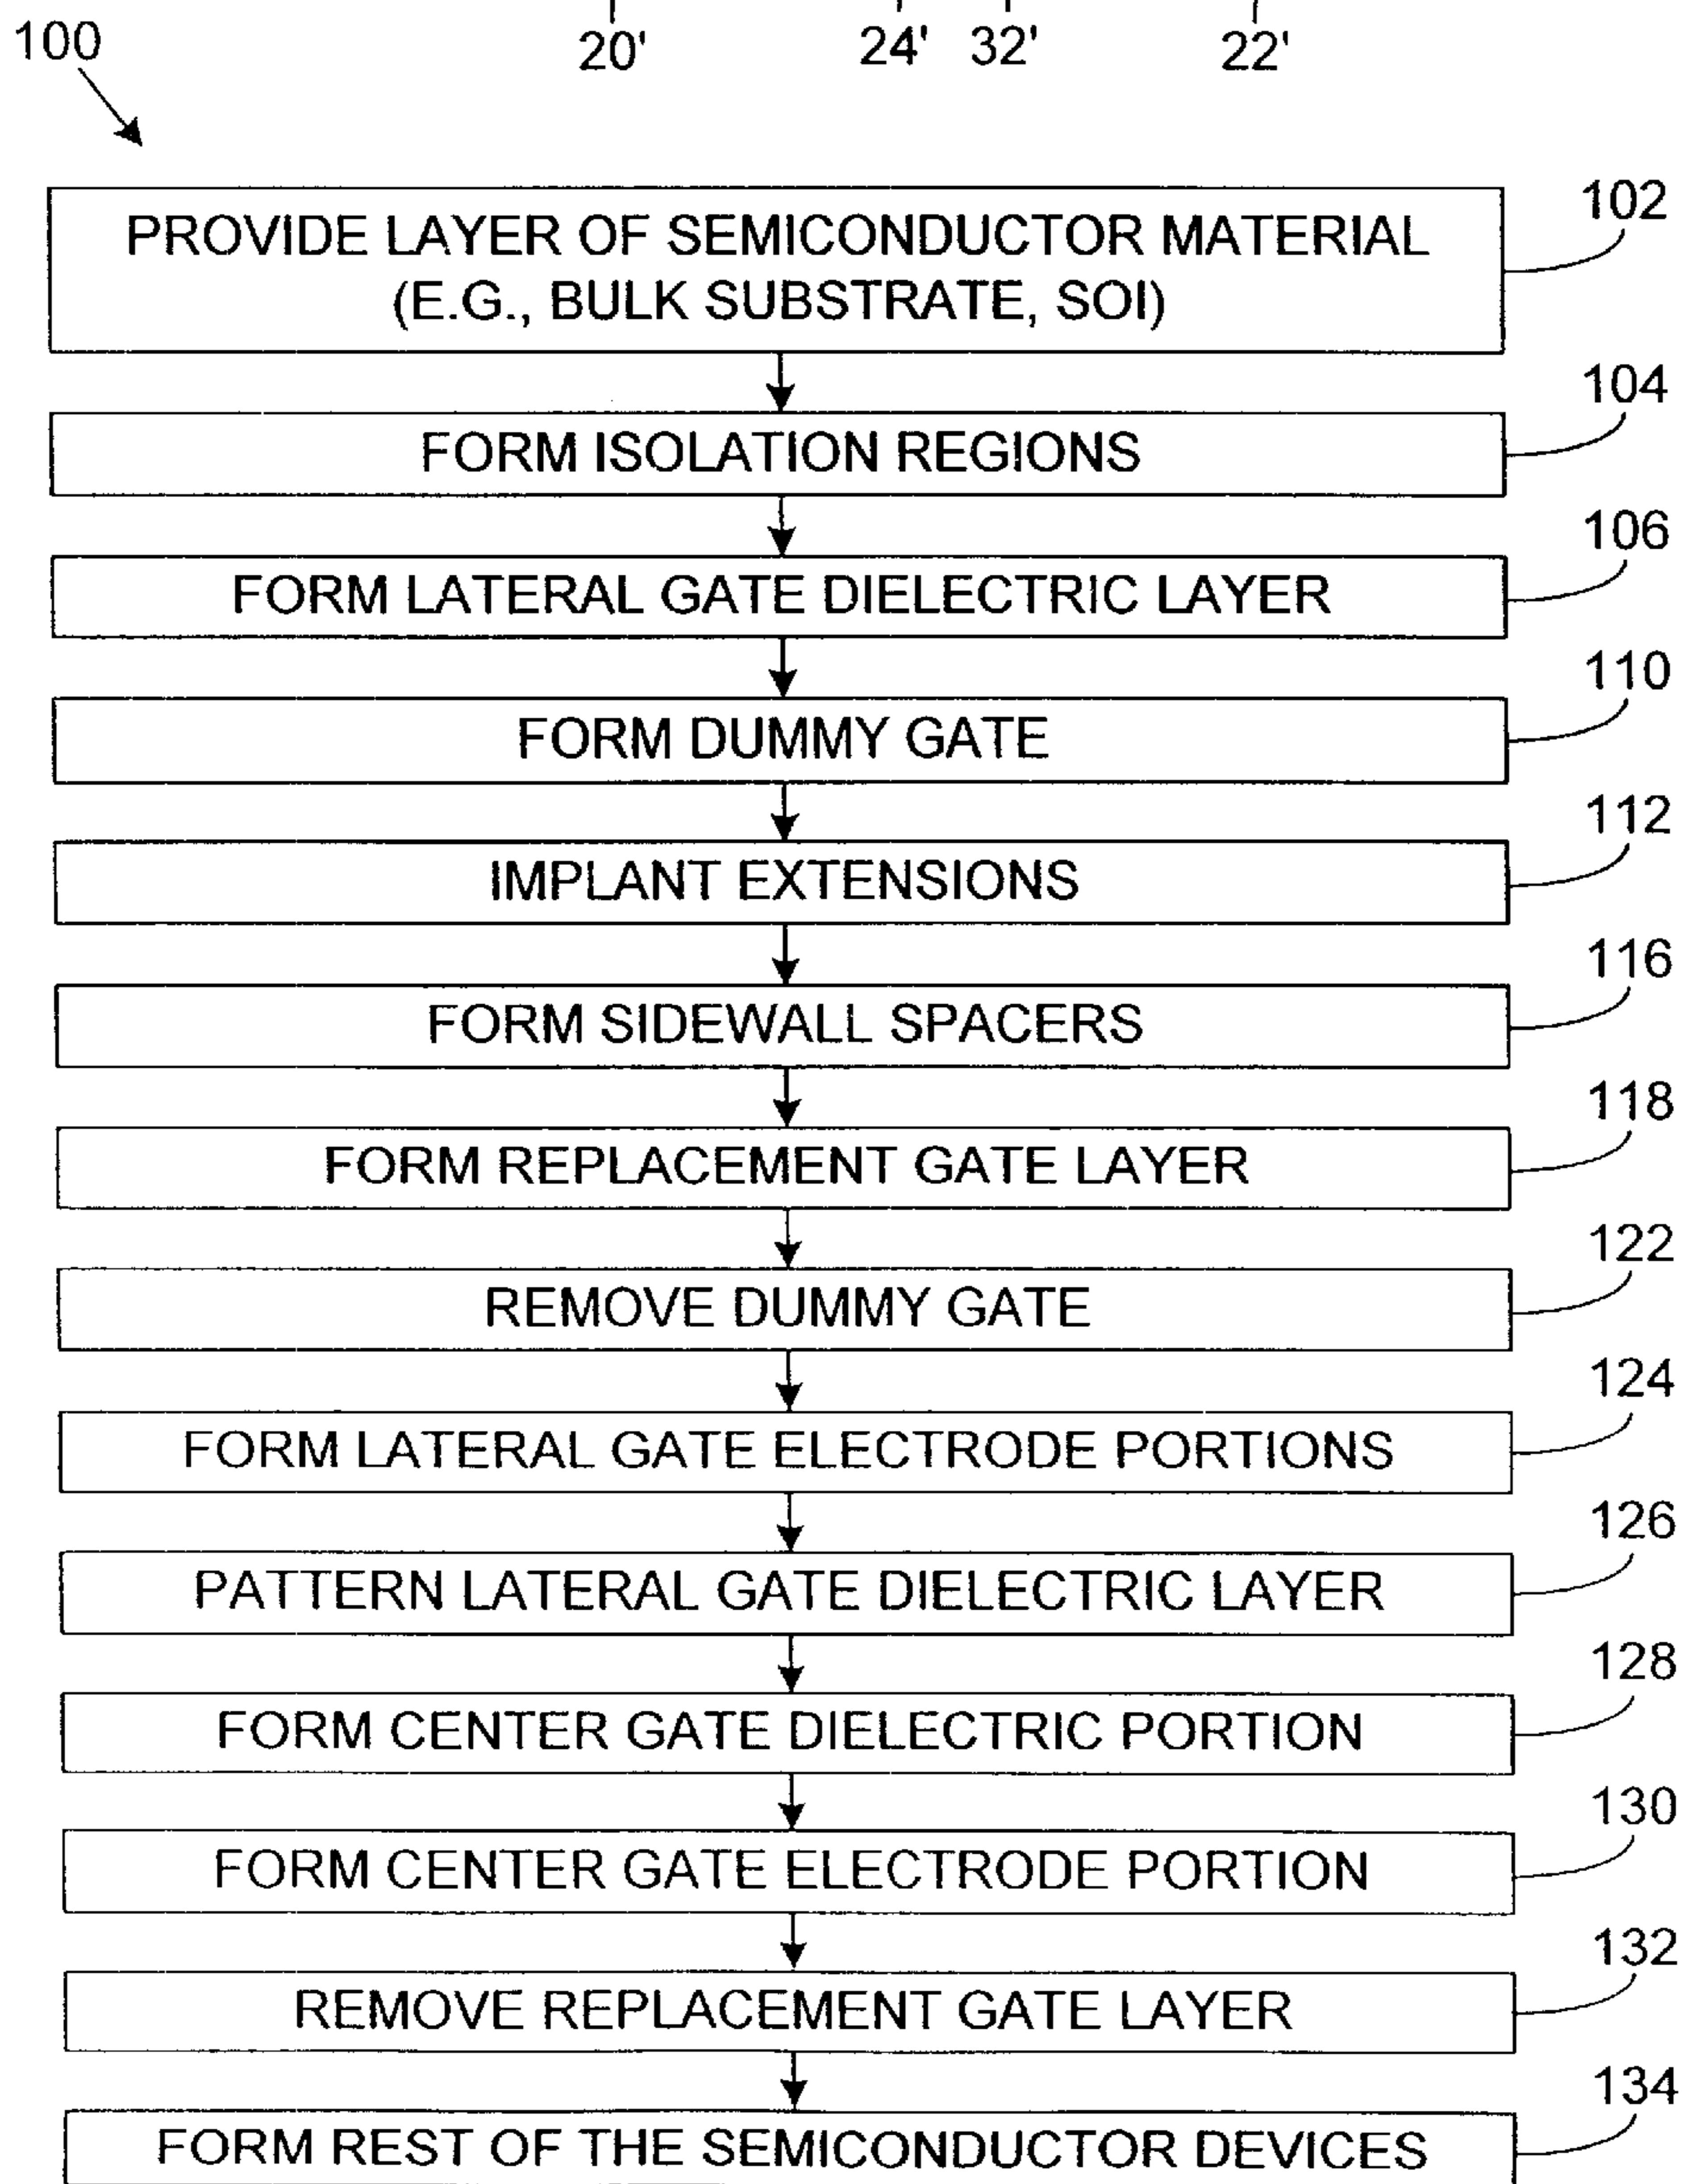 20' 24' 32' 22'
100
102
PROVIDE LAYER OF SEMICONDUCTOR MATERIAL
(E.G., BULK SUBSTRATE, SOI)
104
FORM ISOLATION REGIONS
106
FORM LATERAL GATE DIELECTRIC LAYER
110
FORM DUMMY GATE
112
IMPLANT EXTENSIONS
116
FORM SIDEWALL SPACERS
118
FORM REPLACEMENT GATE LAYER
122
REMOVE DUMMY GATE
124
FORM LATERAL GATE ELECTRODE PORTIONS
126
PATTERN LATERAL GATE DIELECTRIC LAYER
128
FORM CENTER GATE DIELECTRIC PORTION
130
FORM CENTER GATE ELECTRODE PORTION
132
REMOVE REPLACEMENT GATE LAYER
134
FORM REST OF THE SEMICONDUCTOR DEVICES